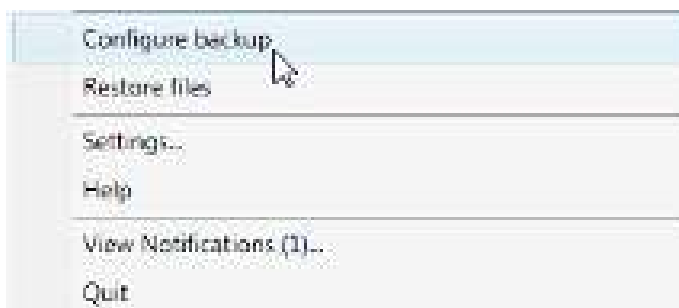 Configure backup
Restore files
Settings...
Help
View Notifications (1)...
Quit